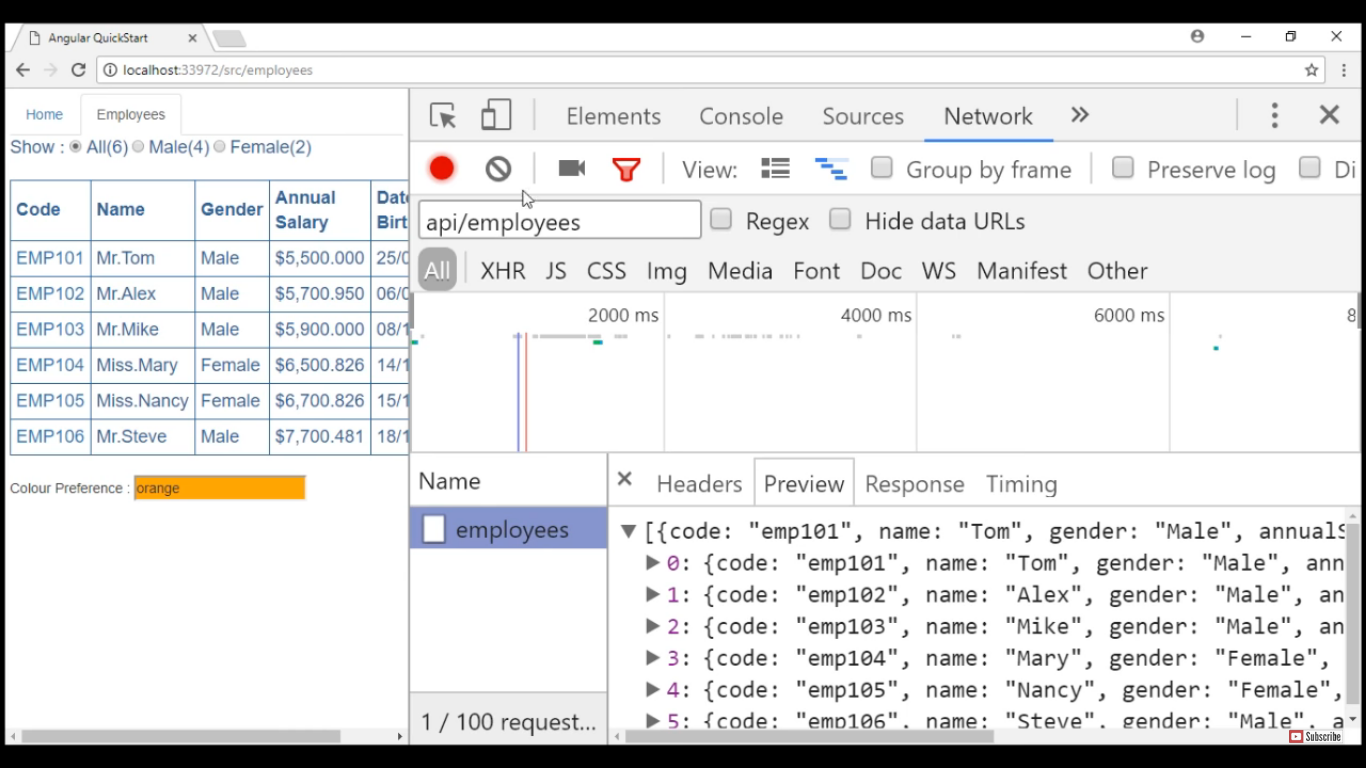 Angular QuickStart
localhost:33972/src/employees
Home Employees
Show : All(6) Male(4) Female(2)
Code Name Gender Annual Salary Date Birt
EMP101 Mr.Tom Male $5,500.000 25/0
EMP102 Mr.Alex Male $5,700.950 06/0
EMP103 Mr.Mike Male $5,900.000 08/1
EMP104 Miss.Mary Female $6,500.826 14/1
EMP105 Miss.Nancy Female $6,700.826 15/1
EMP106 Mr.Steve Male $7,700.481 18/1
Colour Preference : orange
Elements Console Sources Network
View: Group by frame Preserve log Di
api/employees Regex Hide data URLs
All XHR JS CSS Img Media Font Doc WS Manifest Other
2000 ms 4000 ms 6000 ms 8
Name
employees
1 / 100 request...
Headers Preview Response Timing
[{code: "emp101", name: "Tom", gender: "Male", annualS
0: {code: "emp101", name: "Tom", gender: "Male", ann
1: {code: "emp102", name: "Alex", gender: "Male", an
2: {code: "emp103", name: "Mike", gender: "Male", an
3: {code: "emp104", name: "Mary", gender: "Female",
4: {code: "emp105", name: "Nancy", gender: "Female",
5: {code: "emp106", name: "Steve", gender: "Male", a
Subscribe